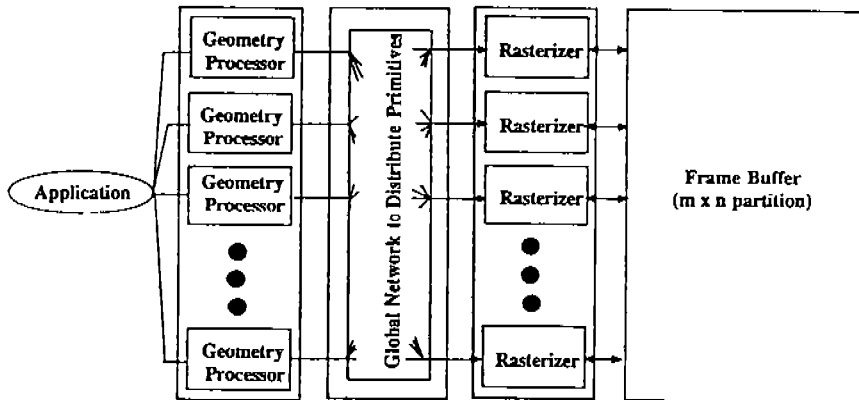 Application
Geometry
Processor
Geometry
Processor
Geometry
Processor
Geometry
Processor
Global Network to Distribute Primitives
Rasterizer
Rasterizer
Rasterizer
Rasterizer
Frame Buffer
(m x n partition)